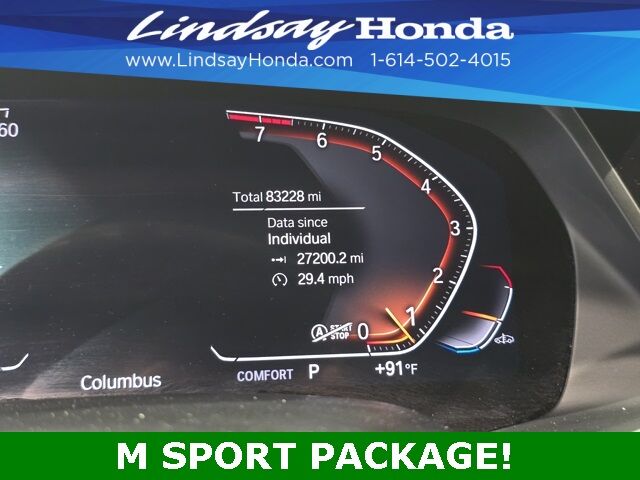 Lindsay Honda
www.LindsayHonda.com 1-614-502-4015
60
7
6
5
4
3
2
1
0
Total 83228 mi
Data since
Individual
27200.2 mi
29.4 mph
A START STOP
Columbus
COMFORT P +91°F
M SPORT PACKAGE!